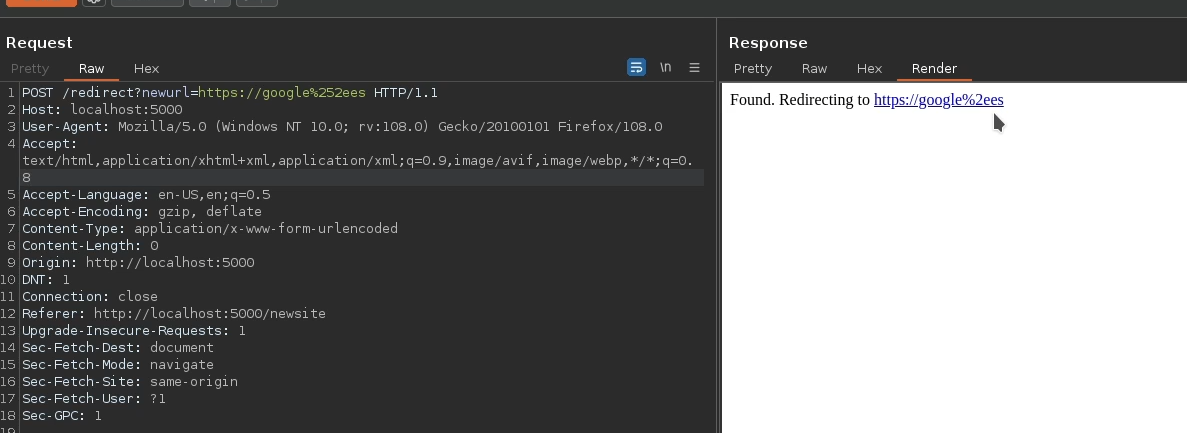 Request
Response
Pretty Raw Hex
\n
Pretty Raw Hex Render
1 POST /redirect?newurl=https://google%252ees HTTP/1.1
2 Host: localhost:5000
3 User-Agent: Mozilla/5.0 (Windows NT 10.0; rv:108.0) Gecko/20100101 Firefox/108.0
4 Accept:
text/html,application/xhtml+xml,application/xml;q=0.9,image/avif,image/webp,*/*;q=0.
8
5 Accept-Language: en-US,en;q=0.5
6 Accept-Encoding: gzip, deflate
7 Content-Type: application/x-www-form-urlencoded
8 Content-Length: 0
9 Origin: http://localhost:5000
10 DNT: 1
11 Connection: close
12 Referer: http://localhost:5000/newsite
13 Upgrade-Insecure-Requests: 1
14 Sec-Fetch-Dest: document
15 Sec-Fetch-Mode: navigate
16 Sec-Fetch-Site: same-origin
17 Sec-Fetch-User: ?1
18 Sec-GPC: 1
19
Found. Redirecting to https://google%2ees